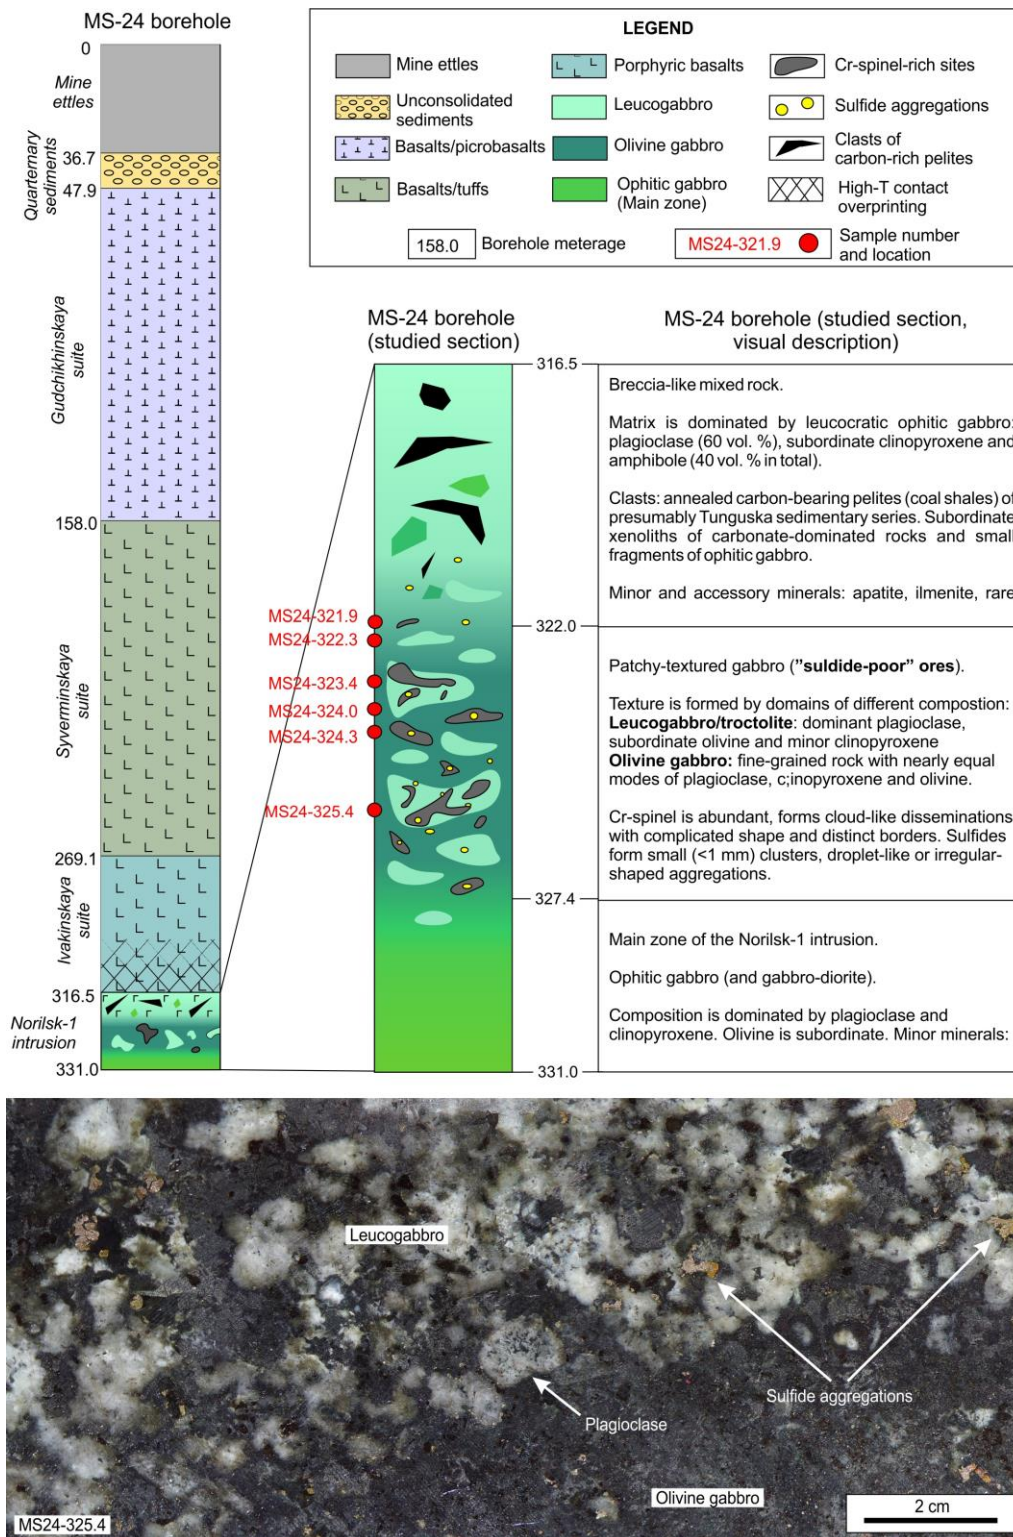 MS-24 borehole
0
Mine
ettles
36.7
Quarternary
sediments
47.9
Gudchikhinskaya
suite
158.0
Syverminskaya
suite
269.1
Ivakinskaya
suite
316.5
Norilsk-1
intrusion
331.0
LEGEND
Mine ettles
Unconsolidated
sediments
Basalts/picrobasalts
Basalts/tuffs
Porphyric basalts
Leucogabbro
Olivine gabbro
Ophitic gabbro
(Main zone)
Cr-spinel-rich sites
Sulfide aggregations
Clasts of
carbon-rich pelites
High-T contact
overprinting
158.0 Borehole meterage
MS24-321.9 Sample number
and location
MS-24 borehole
(studied section)
MS24-321.9
MS24-322.3
MS24-323.4
MS24-324.0
MS24-324.3
MS24-325.4
316.5
322.0
327.4
331.0
MS-24 borehole (studied section,
visual description)
Breccia-like mixed rock.
Matrix is dominated by leucocratic ophitic gabbro:
plagioclase (60 vol. %), subordinate clinopyroxene and
amphibole (40 vol. % in total).
Clasts: annealed carbon-bearing pelites (coal shales) of
presumably Tunguska sedimentary series. Subordinate
xenoliths of carbonate-dominated rocks and small
fragments of ophitic gabbro.
Minor and accessory minerals: apatite, ilmenite, rare
Patchy-textured gabbro ("suldide-poor" ores).
Texture is formed by domains of different compostion:
Leucogabbro/troctolite: dominant plagioclase,
subordinate olivine and minor clinopyroxene
Olivine gabbro: fine-grained rock with nearly equal
modes of plagioclase, c;inopyroxene and olivine.
Cr-spinel is abundant, forms cloud-like disseminations
with complicated shape and distinct borders. Sulfides
form small (<1 mm) clusters, droplet-like or irregular-
shaped aggregations.
Main zone of the Norilsk-1 intrusion.
Ophitic gabbro (and gabbro-diorite).
Composition is dominated by plagioclase and
clinopyroxene. Olivine is subordinate. Minor minerals:
Leucogabbro
Plagioclase
Sulfide aggregations
Olivine gabbro
2 cm
MS24-325.4